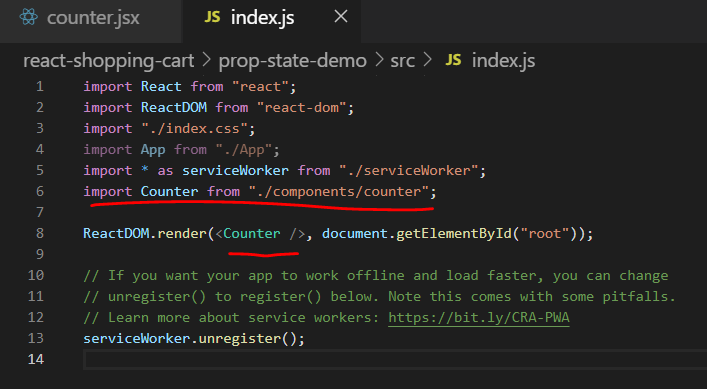 counter.jsx
JS index.js
react-shopping-cart > prop-state-demo > src > JS index.js
1 import React from "react";
2 import ReactDOM from "react-dom";
3 import "./index.css";
4 import App from "./App";
5 import * as serviceWorker from "./serviceWorker";
6 import Counter from "./components/counter";
7
8 ReactDOM.render(<Counter />, document.getElementById("root"));
9
10 // If you want your app to work offline and load faster, you can change
11 // unregister() to register() below. Note this comes with some pitfalls.
12 // Learn more about service workers: https://bit.ly/CRA-PWA
13 serviceWorker.unregister();
14